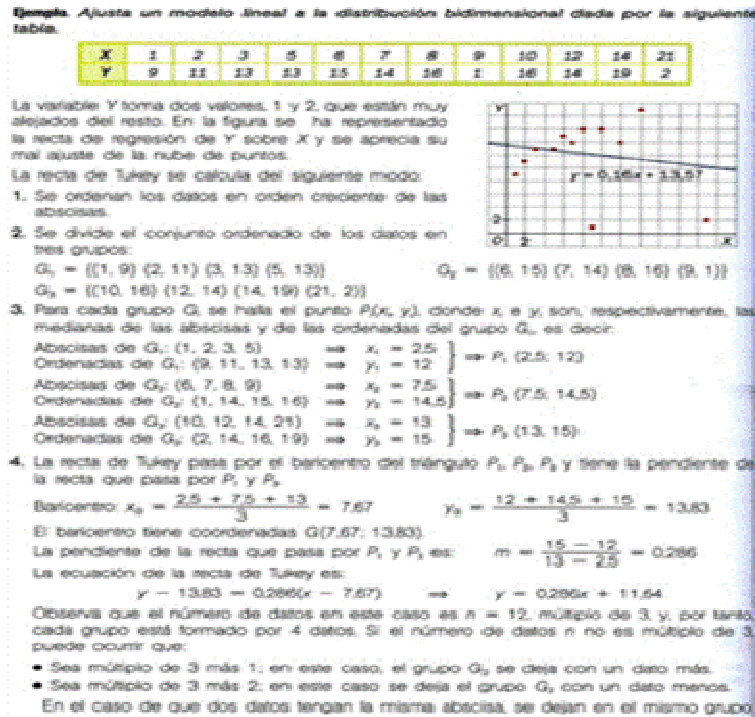 Ejemplo. Ajusta un modelo lineal a la distribución bidimensional dada por la siguiente
tabla.
X 1 2 3 5 6 7 8 9 10 12 14 21
Y 9 11 13 13 15 14 16 1 16 14 19 2
La variable Y toma dos valores, 1 y 2, que están muy
alejados del resto. En la figura se ha representado
la recta de regresión de Y sobre X y se aprecia su
mal ajuste de la nube de puntos.
La recta de Tukey se calcula del siguiente modo:
1. Se ordenan los datos en orden creciente de las
abscisas.
2. Se divide el conjunto ordenado de los datos en
tres grupos:
Y
y = 0,16x + 13,57
2
O 2 X
G₁ = {(1, 9) (2, 11) (3, 13) (5, 13)} G₂ = {(6, 15) (7, 14) (8, 16) (9, 1)}
G₃ = {(10, 16) (12, 14) (14, 19) (21, 2)}
3. Para cada grupo Gᵢ se halla el punto Pᵢ(xᵢ, yᵢ), donde xᵢ e yᵢ son, respectivamente, las
medianas de las abscisas y de las ordenadas del grupo Gᵢ, es decir:
Abscisas de G₁: (1, 2, 3, 5) ⇒ x₁ = 2,5
Ordenadas de G₁: (9, 11, 13, 13) ⇒ y₁ = 12 ⇒ P₁ (2,5; 12)
Abscisas de G₂: (6, 7, 8, 9) ⇒ x₂ = 7,5
Ordenadas de G₂: (1, 14, 15, 16) ⇒ y₂ = 14,5 ⇒ P₂ (7,5; 14,5)
Abscisas de G₃: (10, 12, 14, 21) ⇒ x₃ = 13
Ordenadas de G₃: (2, 14, 16, 19) ⇒ y₃ = 15 ⇒ P₃ (13, 15)
4. La recta de Tukey pasa por el baricentro del triángulo P₁, P₂, P₃ y tiene la pendiente de
la recta que pasa por P₁ y P₃.
Baricentro: x₀ = (2,5 + 7,5 + 13)/3 = 7,67 y₀ = (12 + 14,5 + 15)/3 = 13,83
El baricentro tiene coordenadas G(7,67; 13,83).
La pendiente de la recta que pasa por P₁ y P₃ es: m = (15 − 12)/(13 − 2,5) = 0,286
La ecuación de la recta de Tukey es:
y − 13,83 = 0,286(x − 7,67) ⇒ y = 0,286x + 11,64
Observa que el número de datos en este caso es n = 12, múltiplo de 3, y, por tanto,
cada grupo está formado por 4 datos. Si el número de datos n no es múltiplo de 3
puede ocurrir que:
• Sea múltiplo de 3 más 1; en este caso, el grupo G₂ se deja con un dato más.
• Sea múltiplo de 3 más 2; en este caso se deja el grupo G₂ con un dato menos.
En el caso de que dos datos tengan la misma abscisa, se dejan en el mismo grupo